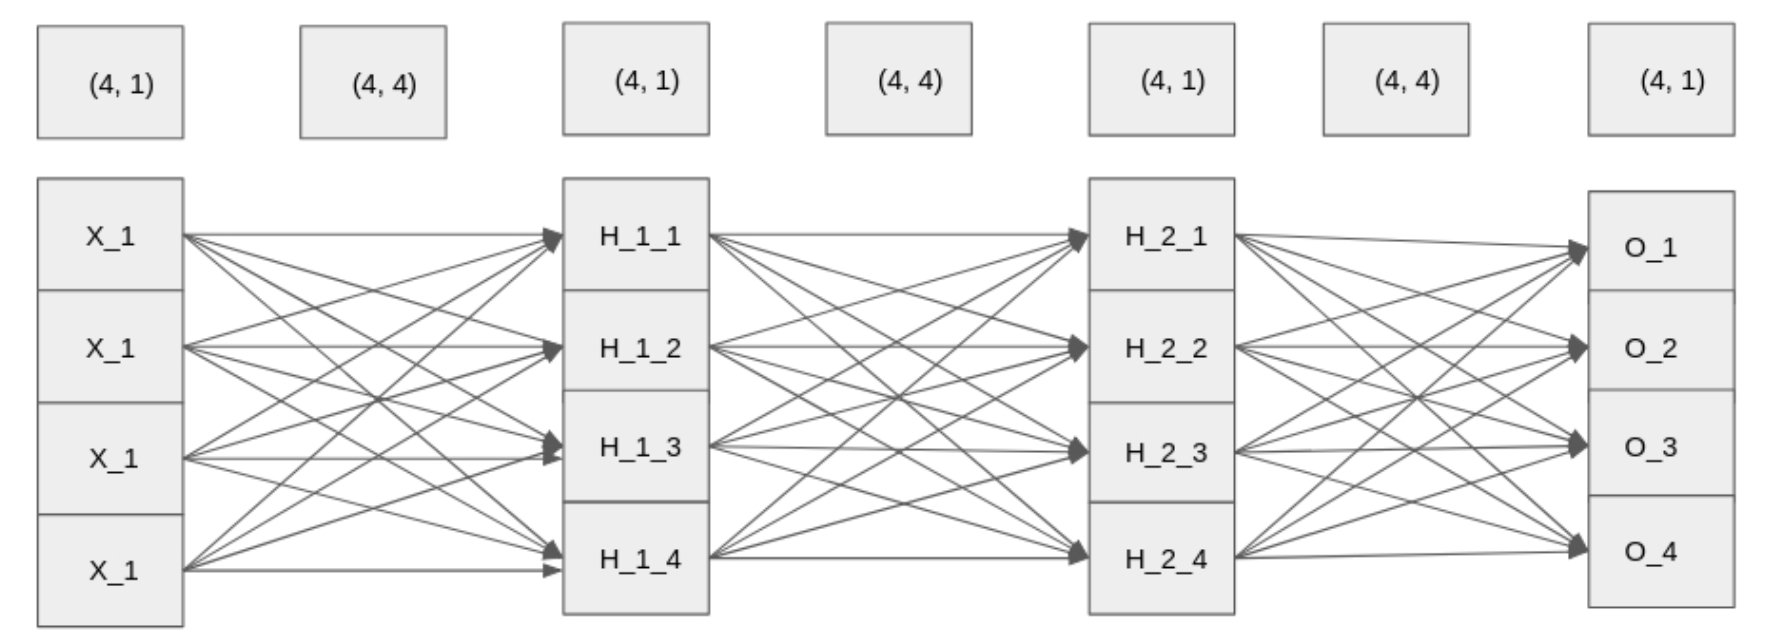 (4, 1) (4, 4) (4, 1) (4, 4) (4, 1) (4, 4) (4, 1)
X_1 H_1_1 H_2_1 O_1
X_1 H_1_2 H_2_2 O_2
X_1 H_1_3 H_2_3 O_3
X_1 H_1_4 H_2_4 O_4